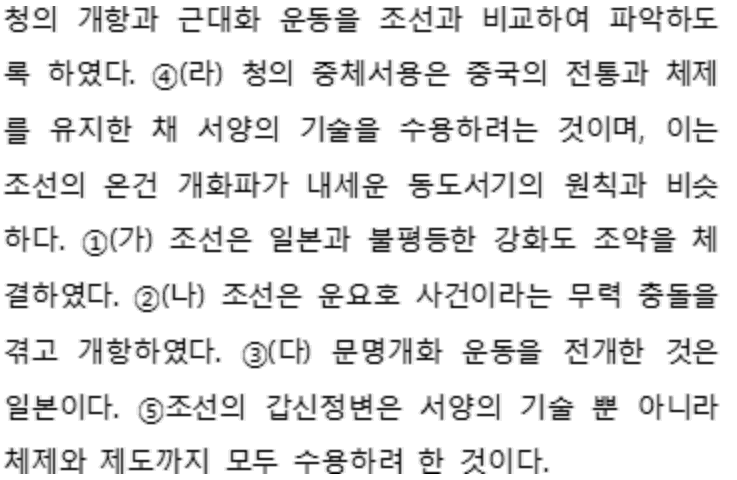 청의 개항과 근대화 운동을 조선과 비교하여 파악하도
록 하였다. ④(라) 청의 중체서용은 중국의 전통과 체제
를 유지한 채 서양의 기술을 수용하려는 것이며, 이는
조선의 온건 개화파가 내세운 동도서기의 원칙과 비슷
하다. ①(가) 조선은 일본과 불평등한 강화도 조약을 체
결하였다. ②(나) 조선은 운요호 사건이라는 무력 충돌을
겪고 개항하였다. ③(다) 문명개화 운동을 전개한 것은
일본이다. ⑤조선의 갑신정변은 서양의 기술 뿐 아니라
체제와 제도까지 모두 수용하려 한 것이다.